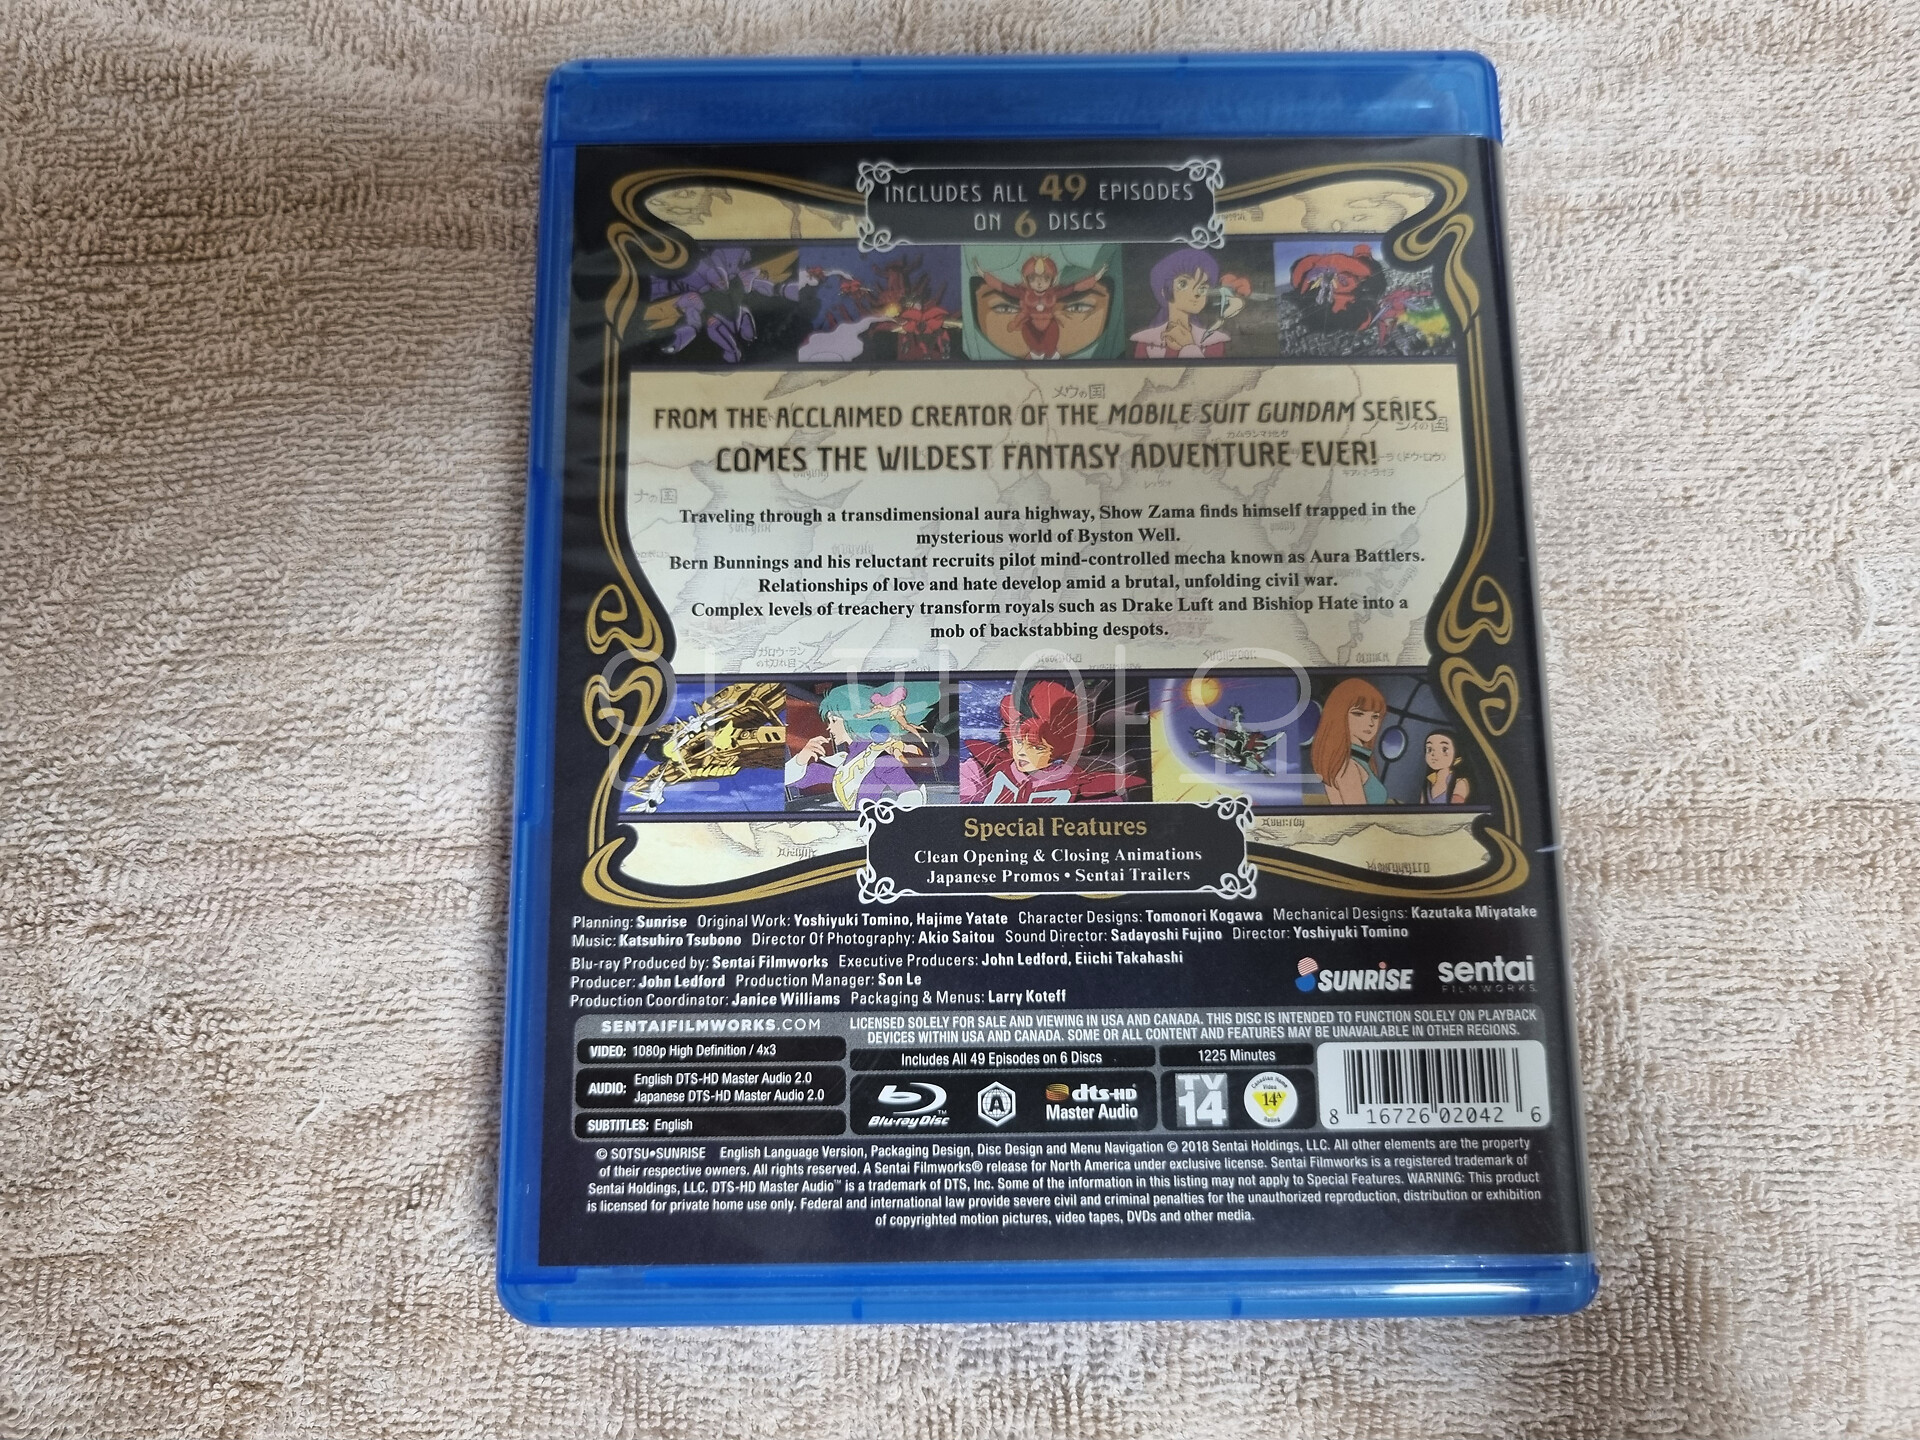 INCLUDES ALL 49 EPISODES
ON 6 DISCS
メウの国
FROM THE ACCLAIMED CREATOR OF THE MOBILE SUIT GUNDAM SERIES
COMES THE WILDEST FANTASY ADVENTURE EVER!
ナの国
Traveling through a transdimensional aura highway, Show Zama finds himself trapped in the
mysterious world of Byston Well.
Bern Bunnings and his reluctant recruits pilot mind-controlled mecha known as Aura Battlers.
Relationships of love and hate develop amid a brutal, unfolding civil war.
Complex levels of treachery transform royals such as Drake Luft and Bishiop Hate into a
mob of backstabbing despots.
ガロウ・ラン
Special Features
Clean Opening & Closing Animations
Japanese Promos • Sentai Trailers
Planning: Sunrise Original Work: Yoshiyuki Tomino, Hajime Yatate Character Designs: Tomonori Kogawa Mechanical Designs: Kazutaka Miyatake
Music: Katsuhiro Tsubono Director Of Photography: Akio Saitou Sound Director: Sadayoshi Fujino Director: Yoshiyuki Tomino
Blu-ray Produced by: Sentai Filmworks Executive Producers: John Ledford, Eiichi Takahashi
Producer: John Ledford Production Manager: Son Le
Production Coordinator: Janice Williams Packaging & Menus: Larry Koteff
SUNRISE
sentai
FILMWORKS
SENTAIFILMWORKS.COM
LICENSED SOLELY FOR SALE AND VIEWING IN USA AND CANADA. THIS DISC IS INTENDED TO FUNCTION SOLELY ON PLAYBACK
DEVICES WITHIN USA AND CANADA. SOME OR ALL CONTENT AND FEATURES MAY BE UNAVAILABLE IN OTHER REGIONS.
VIDEO: 1080p High Definition / 4x3
AUDIO: English DTS-HD Master Audio 2.0
Japanese DTS-HD Master Audio 2.0
SUBTITLES: English
Includes All 49 Episodes on 6 Discs
1225 Minutes
Blu-ray Disc
A
dts-HD
Master Audio
TV
14
Canadian Home
Video
14A
Rating
8 16726 02042 6
© SOTSU•SUNRISE English Language Version, Packaging Design, Disc Design and Menu Navigation © 2018 Sentai Holdings, LLC. All other elements are the property
of their respective owners. All rights reserved. A Sentai Filmworks® release for North America under exclusive license. Sentai Filmworks is a registered trademark of
Sentai Holdings, LLC. DTS-HD Master Audio™ is a trademark of DTS, Inc. Some of the information in this listing may not apply to Special Features. WARNING: This product
is licensed for private home use only. Federal and international law provide severe civil and criminal penalties for the unauthorized reproduction, distribution or exhibition
of copyrighted motion pictures, video tapes, DVDs and other media.